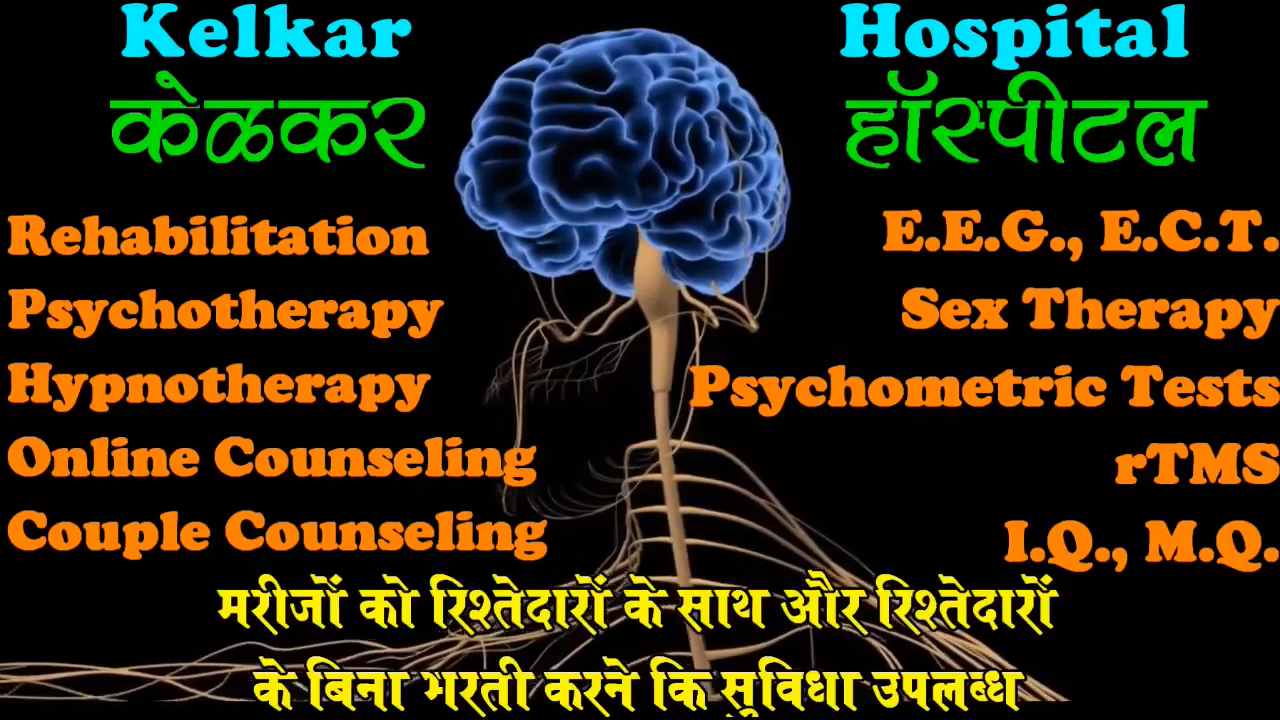 Kelkar Hospital
केळकर हॉस्पीटल
Rehabilitation
Psychotherapy
Hypnotherapy
Online Counseling
Couple Counseling
E.E.G., E.C.T.
Sex Therapy
Psychometric Tests
rTMS
I.Q., M.Q.
मरीजों को रिश्तेदारों के साथ और रिश्तेदारों
के बिना भरती करने कि सुविधा उपलब्ध